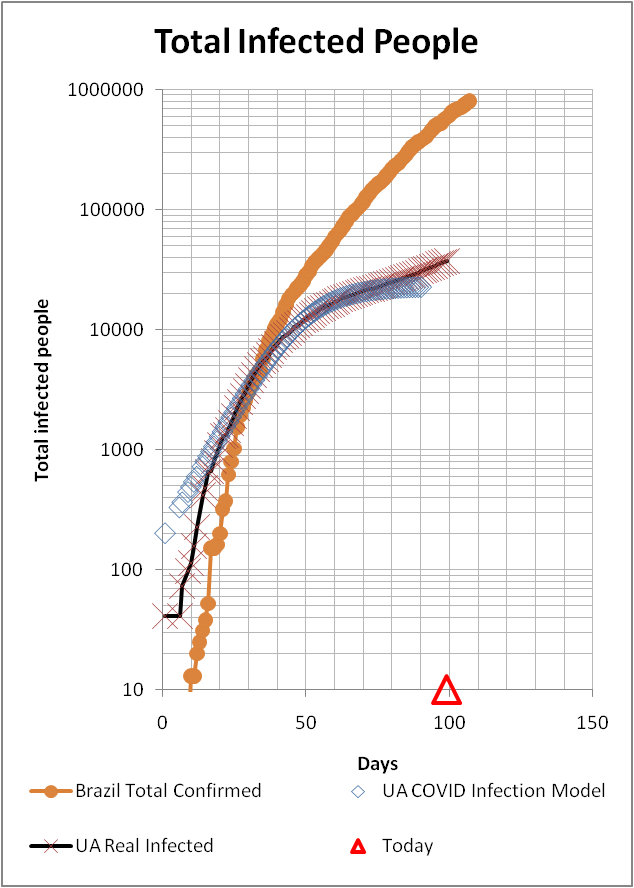 Total Infected People
1000000
100000
10000
1000
100
10
Total infected people
0 50 100 150
Days
Brazil Total Confirmed UA COVID Infection Model
UA Real Infected Today